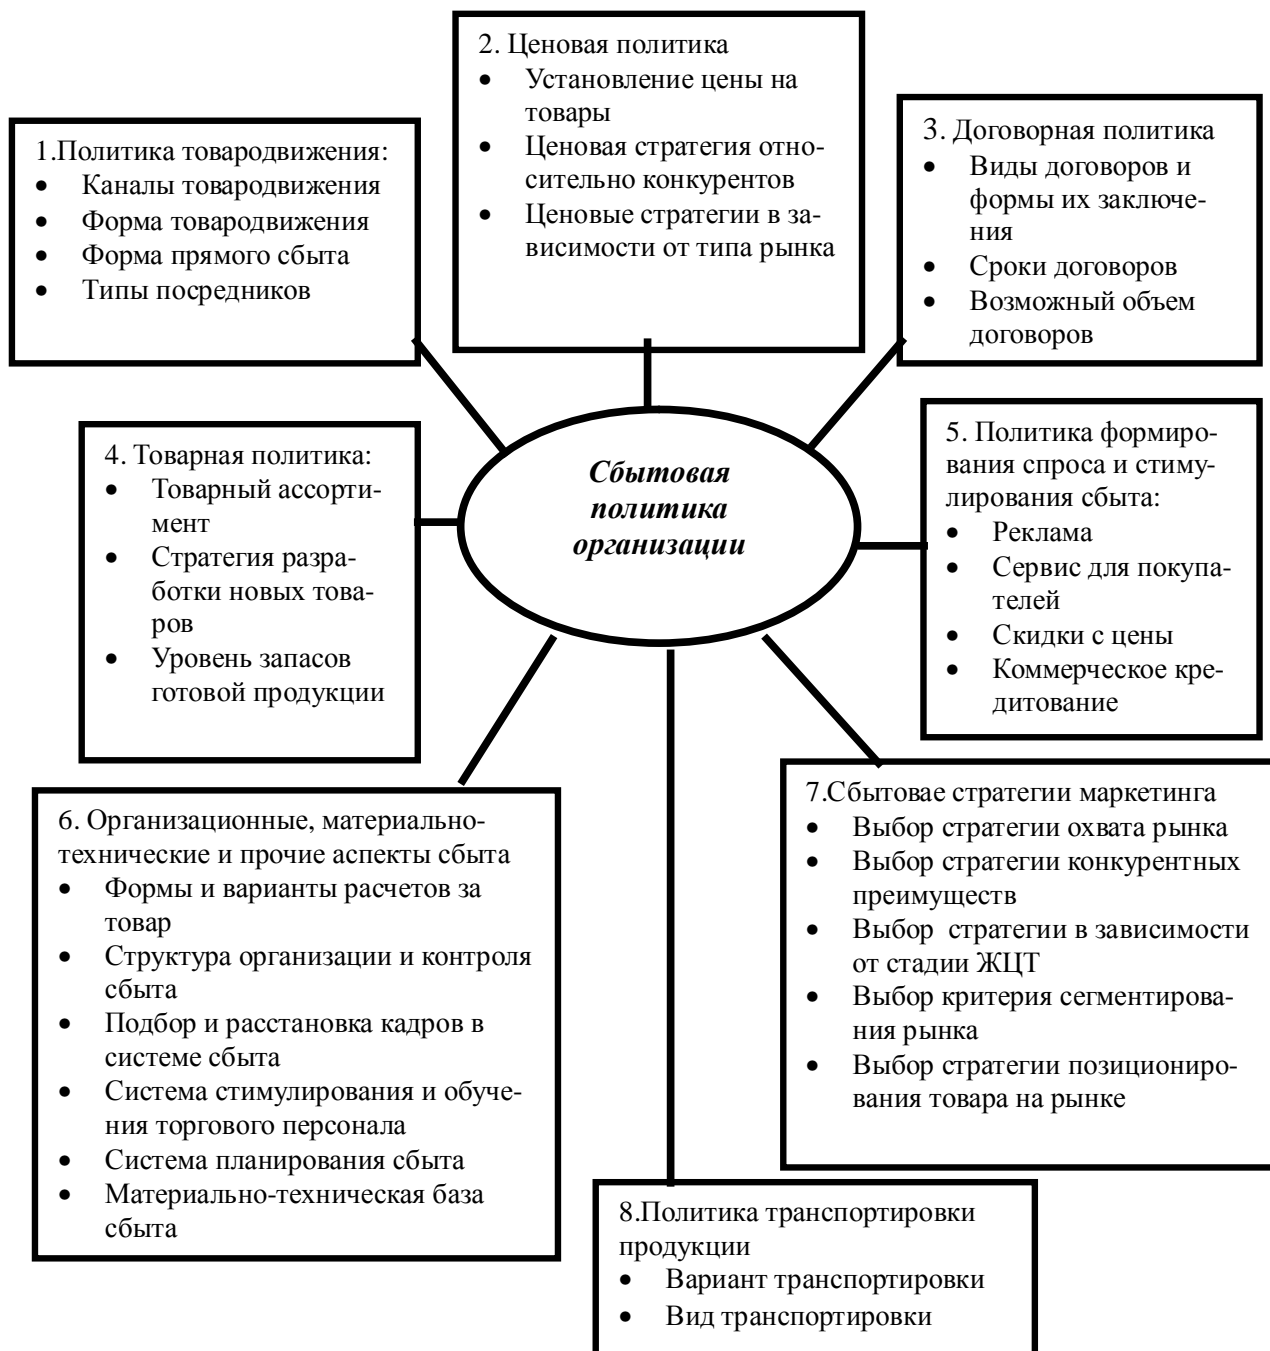 1.Политика товародвижения:
• Каналы товародвижения
• Форма товародвижения
• Форма прямого сбыта
• Типы посредников
2. Ценовая политика
• Установление цены на
товары
• Ценовая стратегия отно-
сительно конкурентов
• Ценовые стратегии в за-
висимости от типа рынка
3. Договорная политика
• Виды договоров и
формы их заключе-
ния
• Сроки договоров
• Возможный объем
договоров
Сбытовая
политика
организации
4. Товарная политика:
• Товарный ассорти-
мент
• Стратегия разра-
ботки новых това-
ров
• Уровень запасов
готовой продукции
5. Политика формиро-
вания спроса и стиму-
лирования сбыта:
• Реклама
• Сервис для покупа-
телей
• Скидки с цены
• Коммерческое кре-
дитование
6. Организационные, материально-
технические и прочие аспекты сбыта
• Формы и варианты расчетов за
товар
• Структура организации и контроля
сбыта
• Подбор и расстановка кадров в
системе сбыта
• Система стимулирования и обуче-
ния торгового персонала
• Система планирования сбыта
• Материально-техническая база
сбыта
7.Сбытовае стратегии маркетинга
• Выбор стратегии охвата рынка
• Выбор стратегии конкурентных
преимуществ
• Выбор  стратегии в зависимости
от стадии ЖЦТ
• Выбор критерия сегментирова-
ния рынка
• Выбор стратегии позициониро-
вания товара на рынке
8.Политика транспортировки
продукции
• Вариант транспортировки
• Вид транспортировки